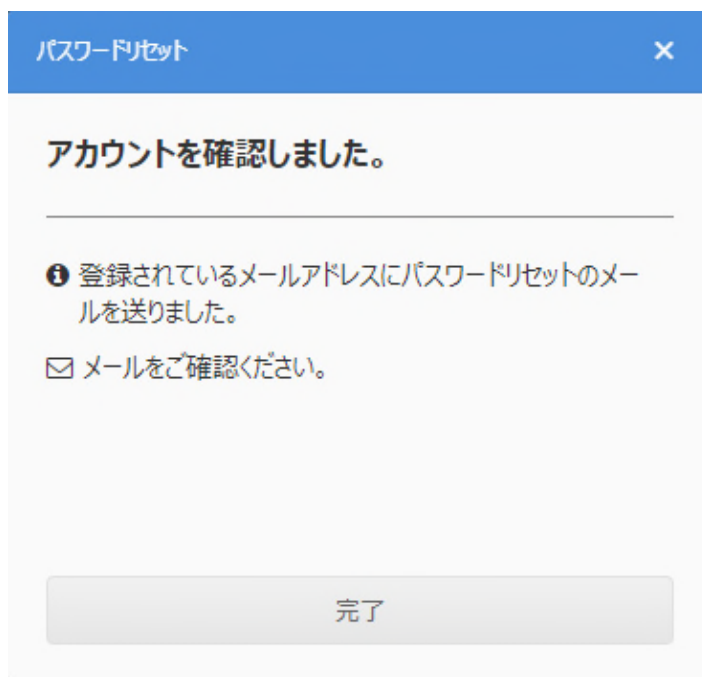 パスワードリセット ×
アカウントを確認しました。
登録されているメールアドレスにパスワードリセットのメー
ルを送りました。
メールをご確認ください。
完了